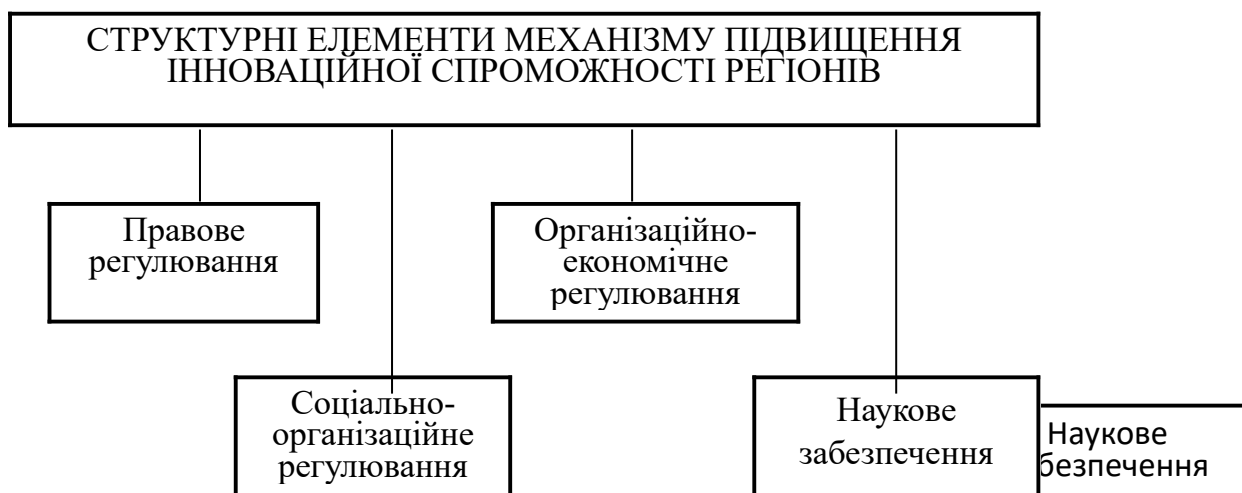 СТРУКТУРНІ ЕЛЕМЕНТИ МЕХАНІЗМУ ПІДВИЩЕННЯ
ІННОВАЦІЙНОЇ СПРОМОЖНОСТІ РЕГІОНІВ
Правове
регулювання
Організаційно-
економічне
регулювання
Соціально-
організаційне
регулювання
Наукове
забезпечення
Наукове
безпечення